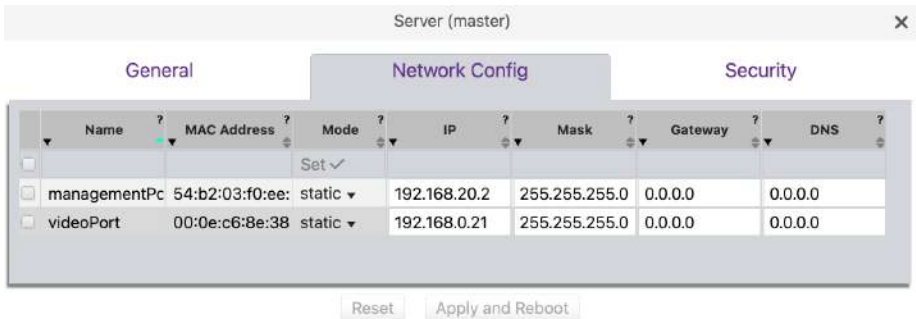 Server (master) ×
General Network Config Security
Name ? MAC Address ? Mode ? IP ? Mask ? Gateway ? DNS ?
Set ✓
managementPc 54:b2:03:f0:ee: static 192.168.20.2 255.255.255.0 0.0.0.0 0.0.0.0
videoPort 00:0e:c6:8e:38 static 192.168.0.21 255.255.255.0 0.0.0.0 0.0.0.0
Reset Apply and Reboot